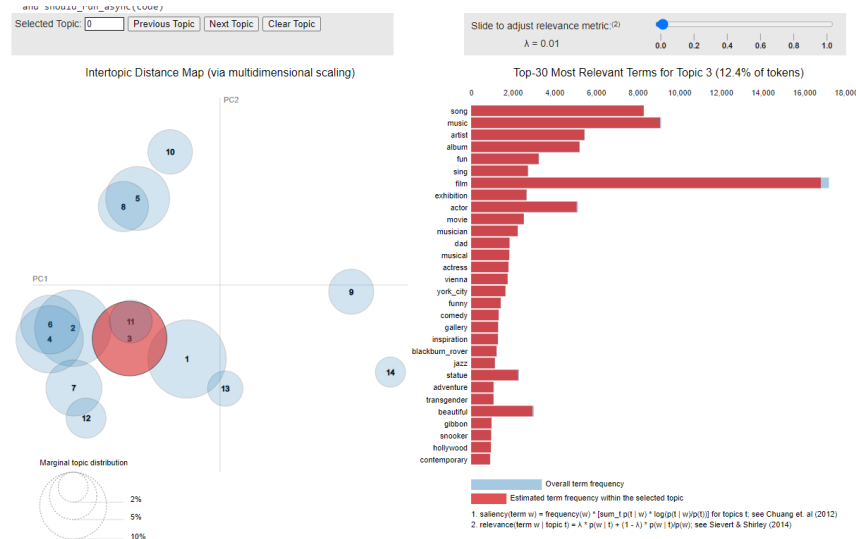 and should_run_async(code)
Selected Topic: 0 Previous Topic Next Topic Clear Topic
Slide to adjust relevance metric:(2)
λ = 0.01
0.0 0.2 0.4 0.6 0.8 1.0
Intertopic Distance Map (via multidimensional scaling)
PC2
PC1
10
5
8
9
6
2
11
4
3
1
14
7
13
12
Marginal topic distribution
2%
5%
10%
Top-30 Most Relevant Terms for Topic 3 (12.4% of tokens)
0 2,000 4,000 6,000 8,000 10,000 12,000 14,000 16,000 18,000
song
music
artist
album
fun
sing
film
exhibition
actor
movie
musician
dad
musical
actress
vienna
york_city
funny
comedy
gallery
inspiration
blackburn_rover
jazz
statue
adventure
transgender
beautiful
gibbon
snooker
hollywood
contemporary
Overall term frequency
Estimated term frequency within the selected topic
1. saliency(term w) = frequency(w) * [sum_t p(t | w) * log(p(t | w)/p(t))] for topics t; see Chuang et. al (2012)
2. relevance(term w | topic t) = λ * p(w | t) + (1 - λ) * p(w | t)/p(w); see Sievert & Shirley (2014)